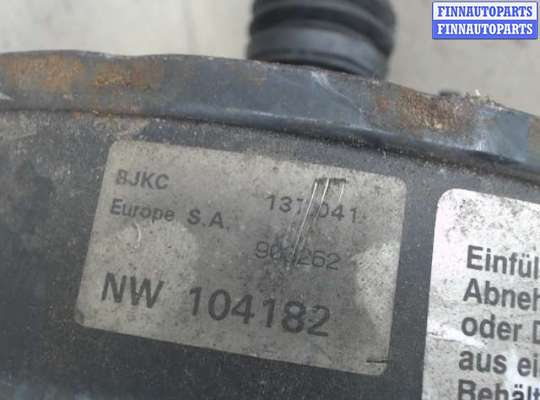 FINNAUTOPARTS
FINNAUTOPARTS
BJKC
Europe S.A.
NW 104182
Einfül
Abneh
oder D
aus ei
Behält